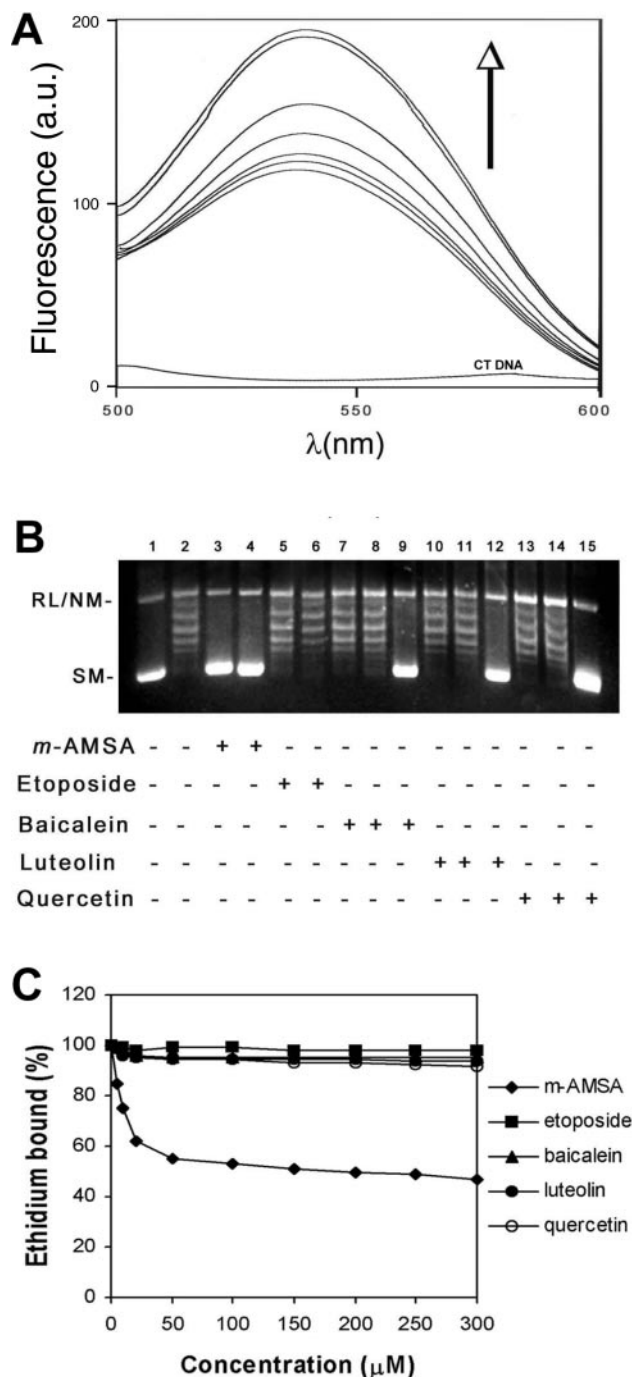 A
Fluorescence (a.u.)
200
100
0
CT DNA
500 550 600
λ(nm)
B
1 2 3 4 5 6 7 8 9 10 11 12 13 14 15
RL/NM-
SM-
m-AMSA - - + + - - - - - - - - - - -
Etoposide - - - - + + - - - - - - - - -
Baicalein - - - - - - + + + - - - - - -
Luteolin - - - - - - - - - + + + - - -
Quercetin - - - - - - - - - - - - + + +
C
Ethidium bound (%)
120
100
80
60
40
20
0
0 50 100 150 200 250 300
Concentration (μM)
m-AMSA
etoposide
baicalein
luteolin
quercetin